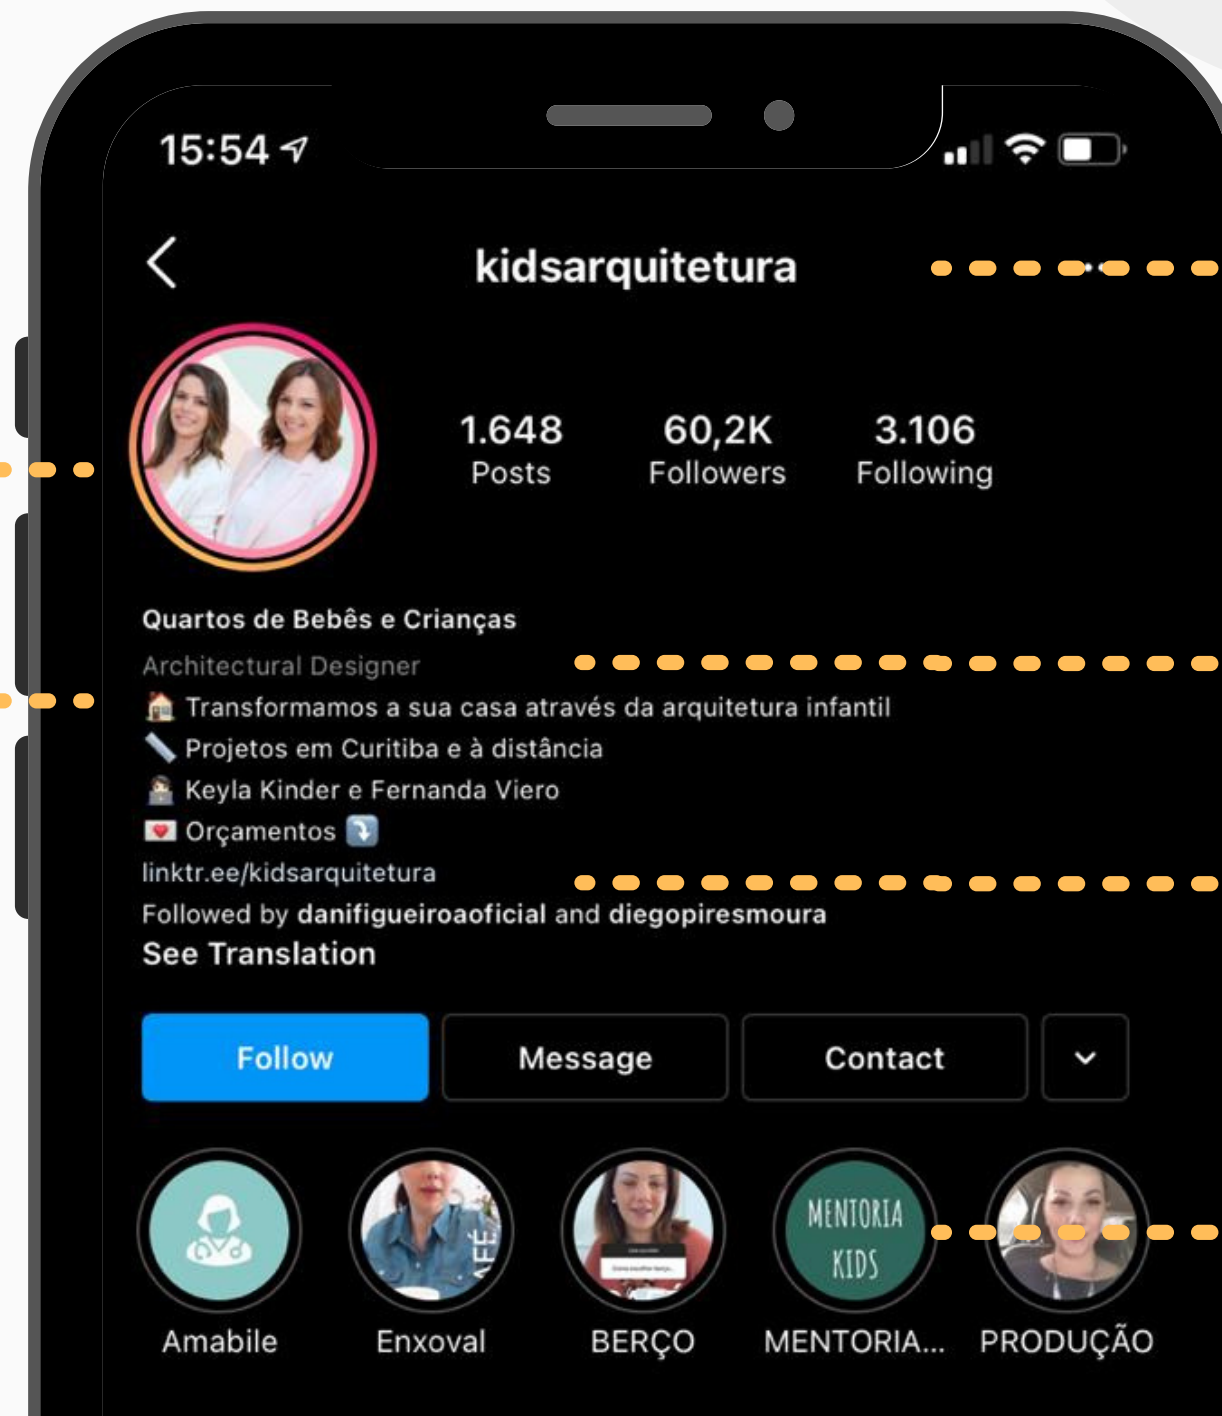 15:54
kidsarquitetura
1.648 60,2K 3.106
Posts Followers Following
Quartos de Bebês e Crianças
Architectural Designer
Transformamos a sua casa através da arquitetura infantil
Projetos em Curitiba e à distância
Keyla Kinder e Fernanda Viero
Orçamentos
linktr.ee/kidsarquitetura
Followed by danifigueiroaoficial and diegopiresmoura
See Translation
Follow Message Contact
MENTORIA
KIDS
Amabile Enxoval BERÇO MENTORIA... PRODUÇÃO